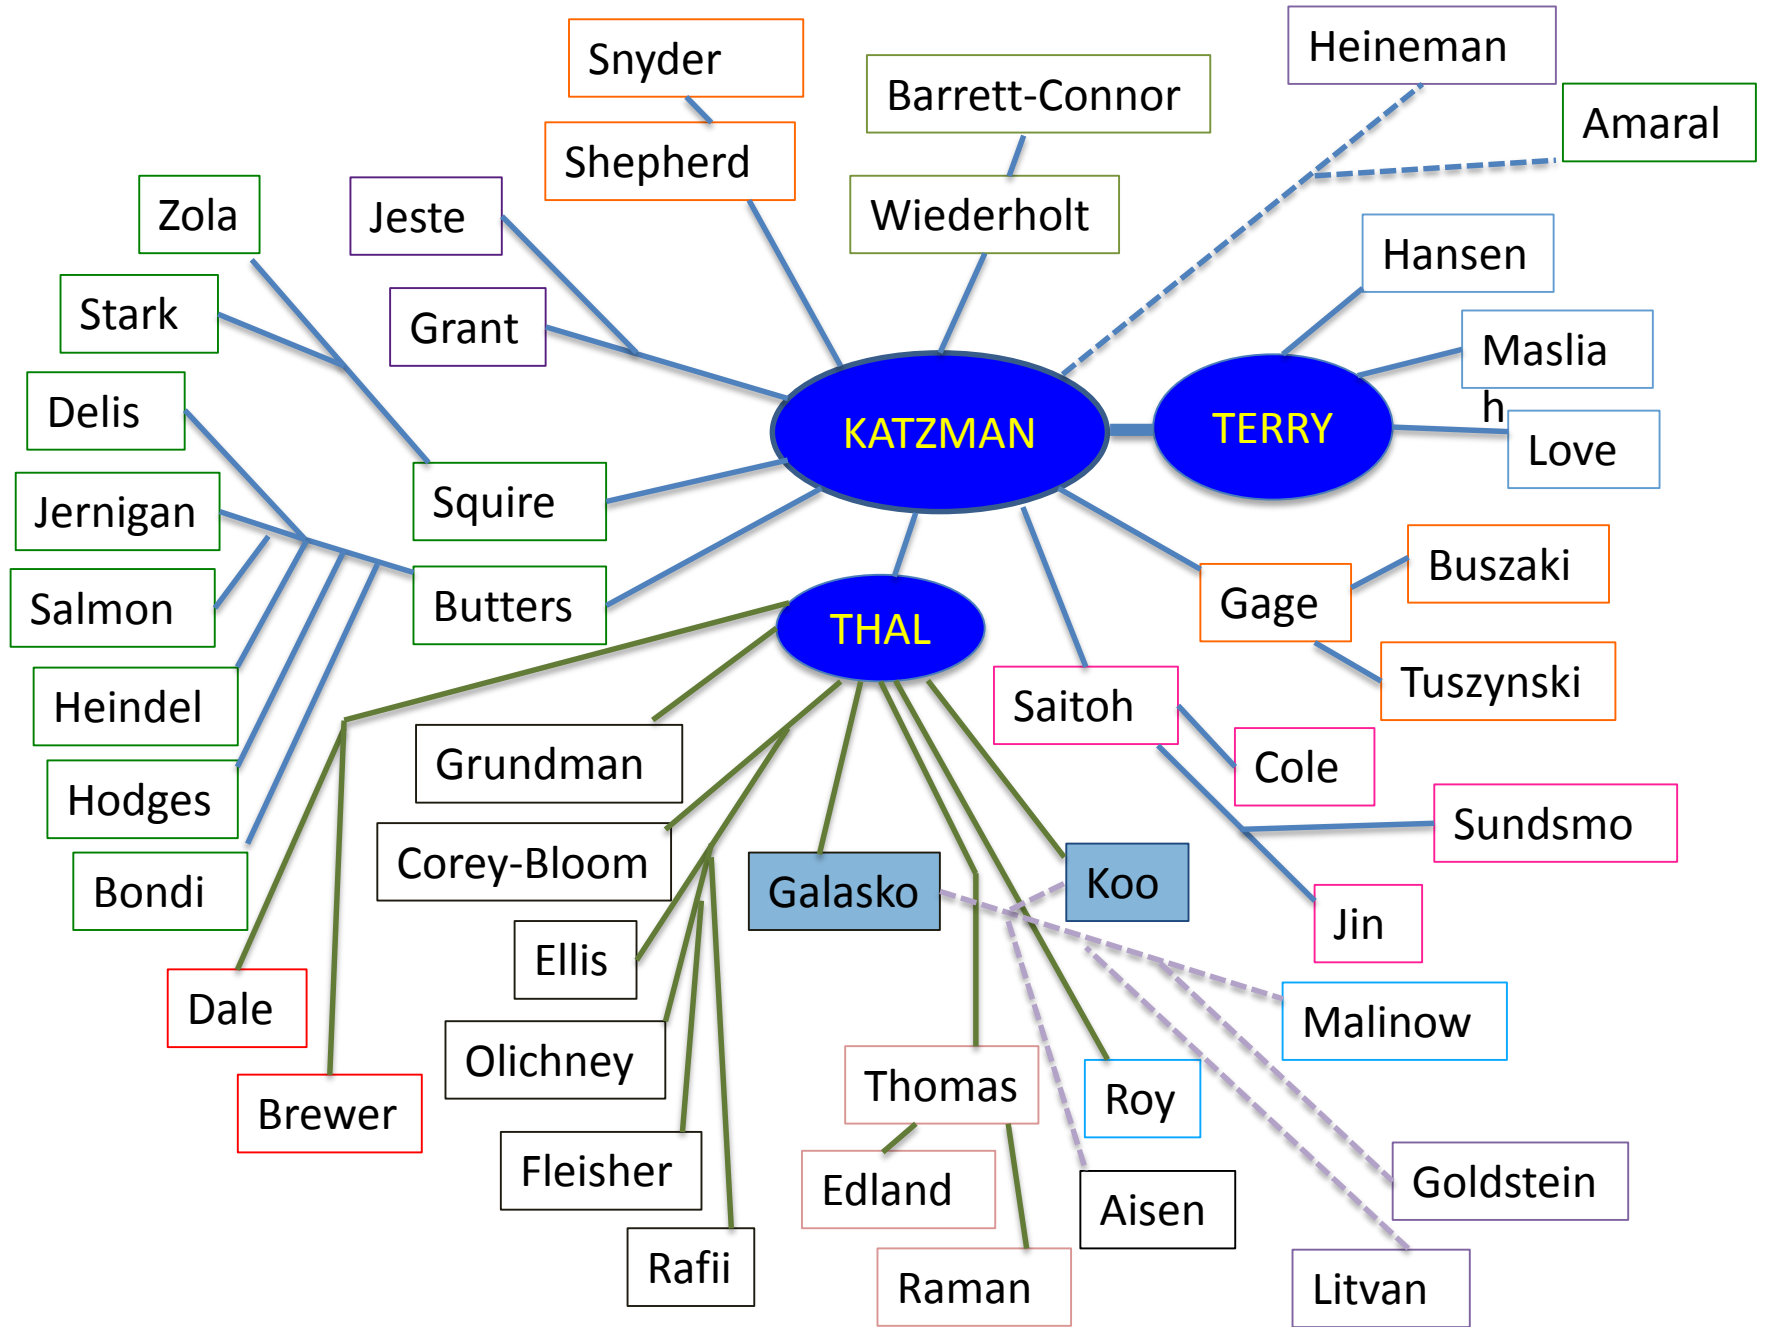 Heineman
Snyder
Barrett-Connor
Amaral
Shepherd
Zola
Jeste
Wiederholt
Hansen
Stark
Grant
Maslia
h
Delis
KATZMAN
TERRY
Love
Jernigan
Squire
Buszaki
Salmon
Butters
Gage
THAL
Tuszynski
Heindel
Saitoh
Grundman
Cole
Hodges
Sundsmo
Corey-Bloom
Bondi
Galasko
Koo
Jin
Ellis
Dale
Malinow
Olichney
Thomas
Roy
Brewer
Fleisher
Edland
Goldstein
Aisen
Rafii
Raman
Litvan